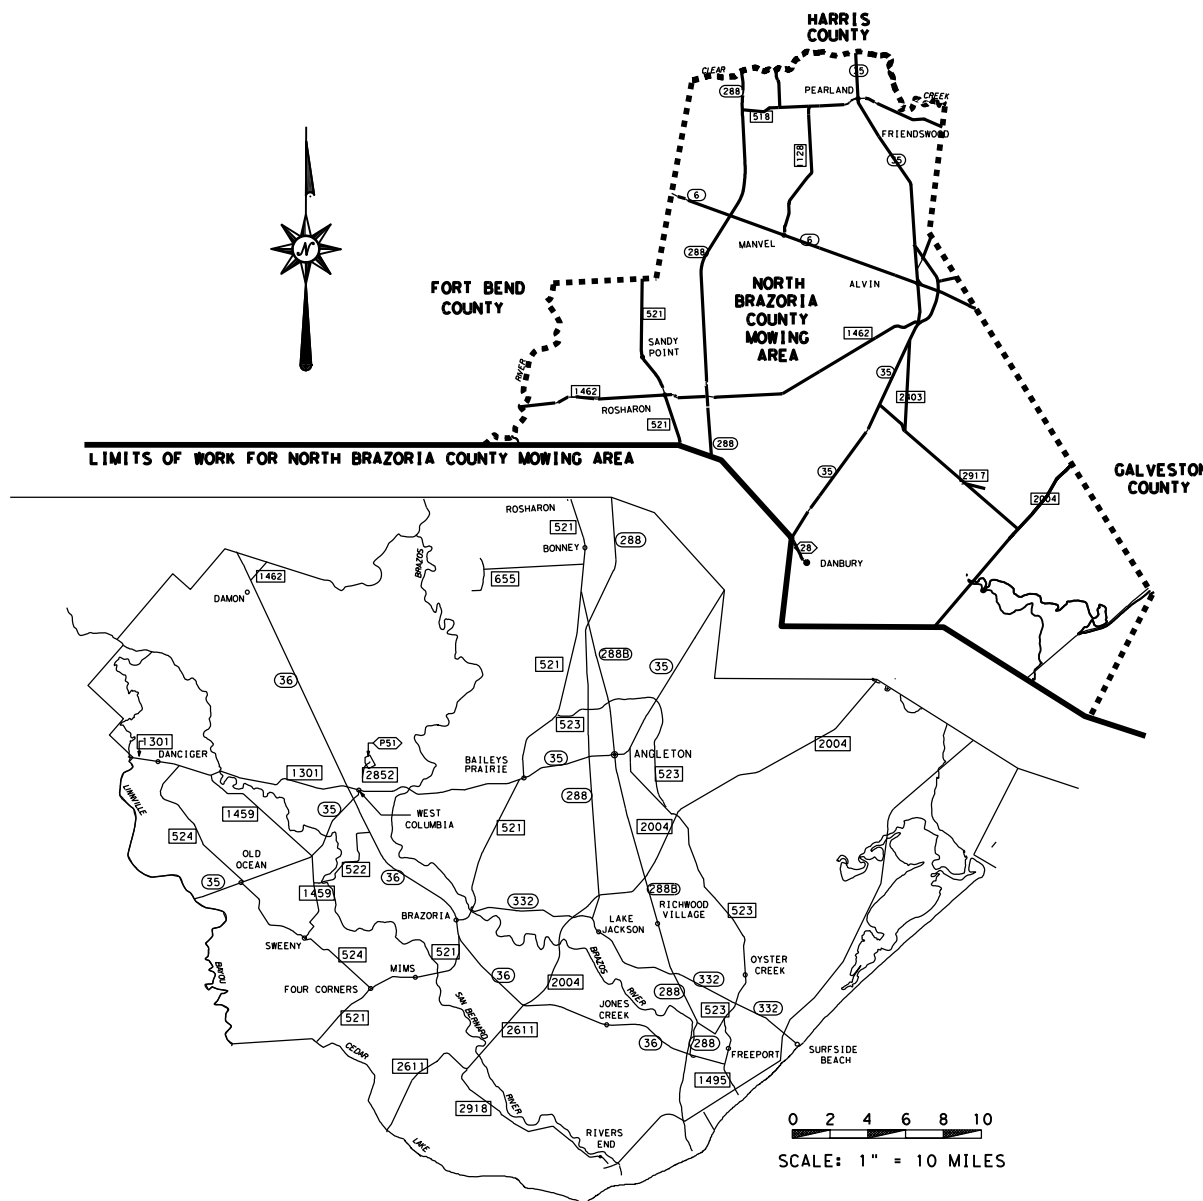 HARRIS
COUNTY
CLEAR
35
288
PEARLAND
CREEK
518
FRIENDSWOOD
1128
35
6
288
MANVEL
6
N
FORT BEND
COUNTY
NORTH
BRAZORIA
COUNTY
MOWING
AREA
ALVIN
521
SANDY
POINT
1462
RIVER
35
1462
2403
ROSHARON
521
288
LIMITS OF WORK FOR NORTH BRAZORIA COUNTY MOWING AREA
35
2917
GALVESTON
COUNTY
2004
ROSHARON
521
288
BONNEY
BRAZOS
28
DANBURY
1462
655
DAMON
288B
521
35
36
523
1301
DANCIGER
P51
BAILEYS
PRAIRIE
35
ANGLETON
2004
1301
2852
523
LINNVILLE
288
1459
35
WEST
COLUMBIA
521
2004
524
OLD
OCEAN
522
36
35
1459
288B
332
RICHWOOD
VILLAGE
BRAZORIA
LAKE
JACKSON
523
SWEENY
524
521
BRAZOS
OYSTER
CREEK
MIMS
BAYOU
36
2004
332
FOUR CORNERS
RIVER
288
SAN BERNARD
JONES
CREEK
523
332
521
2611
36
288
CEDAR
FREEPORT
SURFSIDE
BEACH
2611
1495
2918
RIVER
RIVERS
END
LAKE
0 2 4 6 8 10
SCALE: 1" = 10 MILES